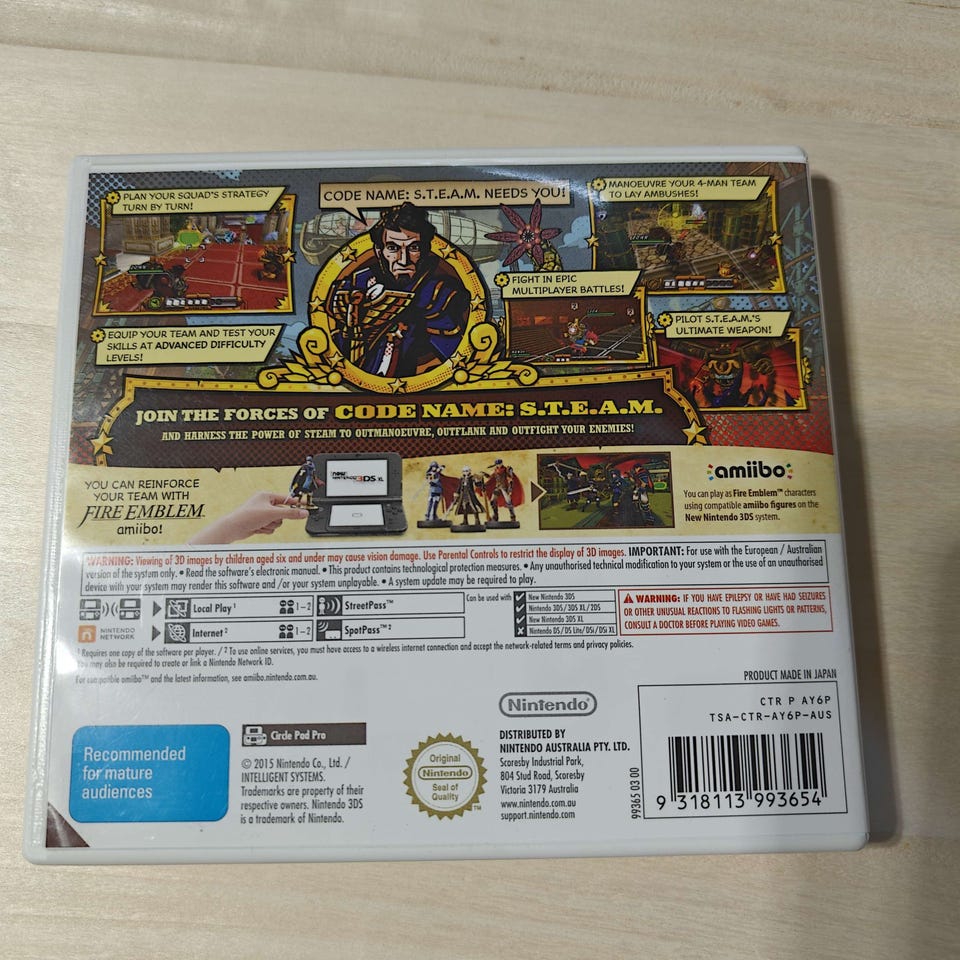 PLAN YOUR SQUAD'S STRATEGY
TURN BY TURN!
CODE NAME: S.T.E.A.M. NEEDS YOU!
MANOEUVRE YOUR 4-MAN TEAM
TO LAY AMBUSHES!
FIGHT IN EPIC
MULTIPLAYER BATTLES!
PILOT S.T.E.A.M.'S
ULTIMATE WEAPON!
EQUIP YOUR TEAM AND TEST YOUR
SKILLS AT ADVANCED DIFFICULTY
LEVELS!
JOIN THE FORCES OF CODE NAME: S.T.E.A.M.
AND HARNESS THE POWER OF STEAM TO OUTMANOEUVRE, OUTFLANK AND OUTFIGHT YOUR ENEMIES!
YOU CAN REINFORCE
YOUR TEAM WITH
FIRE EMBLEM
amiibo!
new
NINTENDO3DS XL
amiibo
You can play as Fire Emblem™ characters
using compatible amiibo figures on the
New Nintendo 3DS system.
WARNING: Viewing of 3D images by children aged six and under may cause vision damage. Use Parental Controls to restrict the display of 3D images. IMPORTANT: For use with the European / Australian
version of the system only. • Read the software's electronic manual. • This product contains technological protection measures. • Any unauthorised technical modification to your system or the use of an unauthorised
device with your system may render this software and /or your system unplayable. • A system update may be required to play.
Local Play 1
1–2
StreetPass™
NINTENDO
NETWORK
Internet 2
1–2
SpotPass™ 2
Can be used with
New Nintendo 3DS
Nintendo 3DS/3DS XL/2DS
New Nintendo 3DS XL
Nintendo DS/DS Lite/DSi/DSi XL
WARNING: IF YOU HAVE EPILEPSY OR HAVE HAD SEIZURES
OR OTHER UNUSUAL REACTIONS TO FLASHING LIGHTS OR PATTERNS,
CONSULT A DOCTOR BEFORE PLAYING VIDEO GAMES.
1 Requires one copy of the software per player. / 2 To use online services, you must have access to a wireless internet connection and accept the network-related terms and privacy policies.
You may also be required to create or link a Nintendo Network ID.
For compatible amiibo™ and the latest information, see amiibo.nintendo.com.au.
PRODUCT MADE IN JAPAN
CTR P AY6P
TSA-CTR-AY6P-AUS
99365 03 00
9 318113 993654
Recommended
for mature
audiences
Circle Pad Pro
© 2015 Nintendo Co., Ltd. /
INTELLIGENT SYSTEMS.
Trademarks are property of their
respective owners. Nintendo 3DS
is a trademark of Nintendo.
Original
Nintendo
Seal of
Quality
TM
Nintendo
DISTRIBUTED BY
NINTENDO AUSTRALIA PTY. LTD.
Scoresby Industrial Park,
804 Stud Road, Scoresby
Victoria 3179 Australia
www.nintendo.com.au
support.nintendo.com